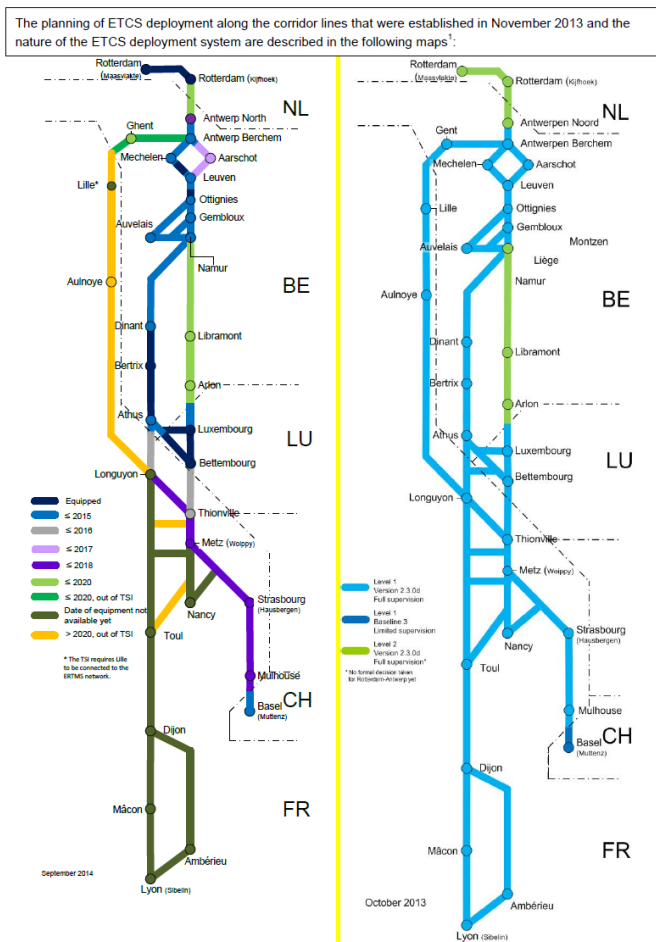 The planning of ETCS deployment along the corridor lines that were established in November 2013 and the
nature of the ETCS deployment system are described in the following maps¹:
Rotterdam
(Maasvlakte)
Rotterdam (Kijfhoek)
NL
Antwerp North
Ghent
Antwerp Berchem
Mechelen
Aarschot
Leuven
Lille*
Ottignies
Gembloux
Auvelais
Namur
BE
Aulnoye
Dinant
Libramont
Bertrix
Arlon
Athus
Luxembourg
LU
Bettembourg
Longuyon
Equipped
≤ 2015
≤ 2016
≤ 2017
≤ 2018
≤ 2020
≤ 2020, out of TSI
Date of equipment not
available yet
> 2020, out of TSI
* The TSI requires Lille
to be connected to the
ERTMS network.
Thionville
Metz (Woippy)
Strasbourg
(Hausbergen)
Nancy
Toul
Mulhouse
CH
Basel
(Muttenz)
Dijon
Mâcon
FR
Ambérieu
September 2014
Lyon (Sibelin)
Rotterdam
(Maasvlakte)
Rotterdam (Kijfhoek)
NL
Antwerpen Noord
Gent
Antwerpen Berchem
Mechelen
Aarschot
Leuven
Lille
Ottignies
Gembloux
Auvelais
Montzen
Liège
Namur
BE
Aulnoye
Dinant
Libramont
Bertrix
Arlon
Athus
Luxembourg
LU
Bettembourg
Longuyon
Thionville
Metz (Woippy)
Level 1
Version 2.3.0d
Full supervision
Level 1
Baseline 3
Limited supervision
Level 2
Version 2.3.0d
Full supervision*
* No formal decision taken
for Rotterdam-Antwerp yet
Strasbourg
(Hausbergen)
Nancy
Toul
Mulhouse
CH
Basel
(Muttenz)
Dijon
Mâcon
FR
October 2013
Ambérieu
Lyon (Sibelin)